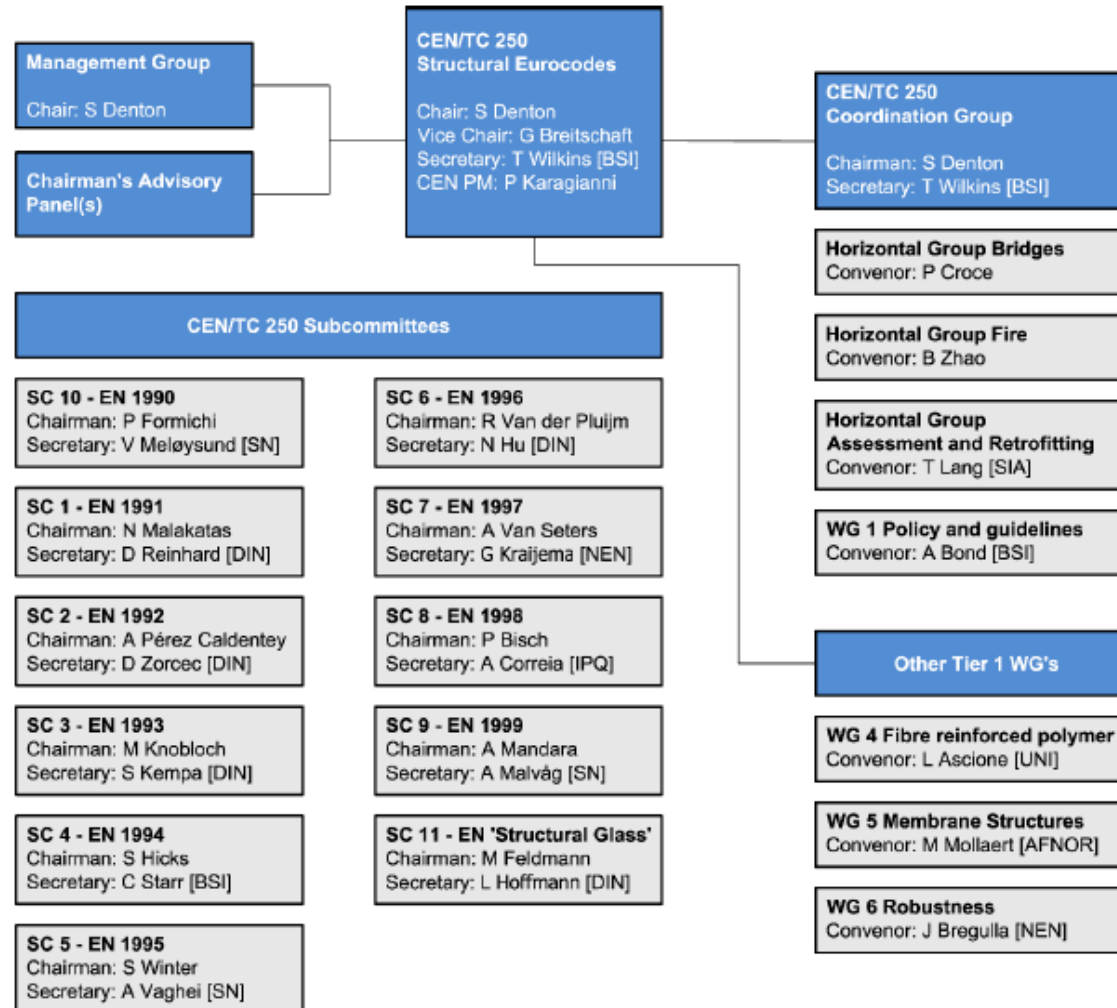 Management Group
Chair: S Denton
Chairman's Advisory
Panel(s)
CEN/TC 250
Structural Eurocodes
Chair: S Denton
Vice Chair: G Breitschaft
Secretary: T Wilkins [BSI]
CEN PM: P Karagianni
CEN/TC 250
Coordination Group
Chairman: S Denton
Secretary: T Wilkins [BSI]
Horizontal Group Bridges
Convenor: P Croce
Horizontal Group Fire
Convenor: B Zhao
Horizontal Group
Assessment and Retrofitting
Convenor: T Lang [SIA]
WG 1 Policy and guidelines
Convenor: A Bond [BSI]
CEN/TC 250 Subcommittees
SC 10 - EN 1990
Chairman: P Formichi
Secretary: V Meløysund [SN]
SC 1 - EN 1991
Chairman: N Malakatas
Secretary: D Reinhard [DIN]
SC 2 - EN 1992
Chairman: A Pérez Caldentey
Secretary: D Zorcec [DIN]
SC 3 - EN 1993
Chairman: M Knobloch
Secretary: S Kempa [DIN]
SC 4 - EN 1994
Chairman: S Hicks
Secretary: C Starr [BSI]
SC 5 - EN 1995
Chairman: S Winter
Secretary: A Vaghei [SN]
SC 6 - EN 1996
Chairman: R Van der Pluijm
Secretary: N Hu [DIN]
SC 7 - EN 1997
Chairman: A Van Seters
Secretary: G Kraijema [NEN]
SC 8 - EN 1998
Chairman: P Bisch
Secretary: A Correia [IPQ]
SC 9 - EN 1999
Chairman: A Mandara
Secretary: A Malvåg [SN]
SC 11 - EN 'Structural Glass'
Chairman: M Feldmann
Secretary: L Hoffmann [DIN]
Other Tier 1 WG's
WG 4 Fibre reinforced polymer
Convenor: L Ascione [UNI]
WG 5 Membrane Structures
Convenor: M Mollaert [AFNOR]
WG 6 Robustness
Convenor: J Bregulla [NEN]